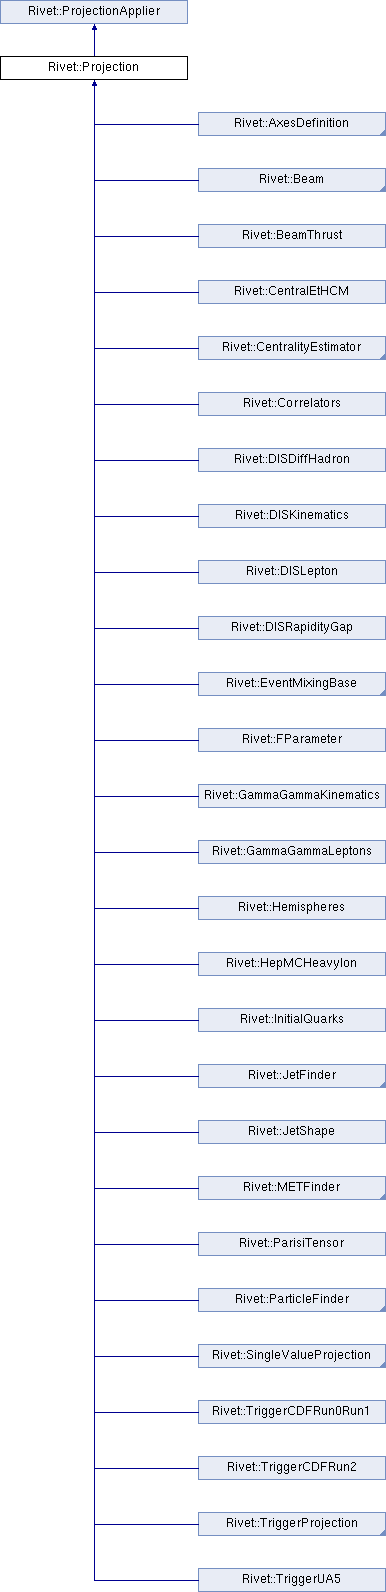 Rivet::ProjectionApplier
Rivet::Projection
Rivet::AxesDefinition
Rivet::Beam
Rivet::BeamThrust
Rivet::CentralEtHCM
Rivet::CentralityEstimator
Rivet::Correlators
Rivet::DISDiffHadron
Rivet::DISKinematics
Rivet::DISLepton
Rivet::DISRapidityGap
Rivet::EventMixingBase
Rivet::FParameter
Rivet::GammaGammaKinematics
Rivet::GammaGammaLeptons
Rivet::Hemispheres
Rivet::HepMCHeavyIon
Rivet::InitialQuarks
Rivet::JetFinder
Rivet::JetShape
Rivet::METFinder
Rivet::ParisiTensor
Rivet::ParticleFinder
Rivet::SingleValueProjection
Rivet::TriggerCDFRun0Run1
Rivet::TriggerCDFRun2
Rivet::TriggerProjection
Rivet::TriggerUA5